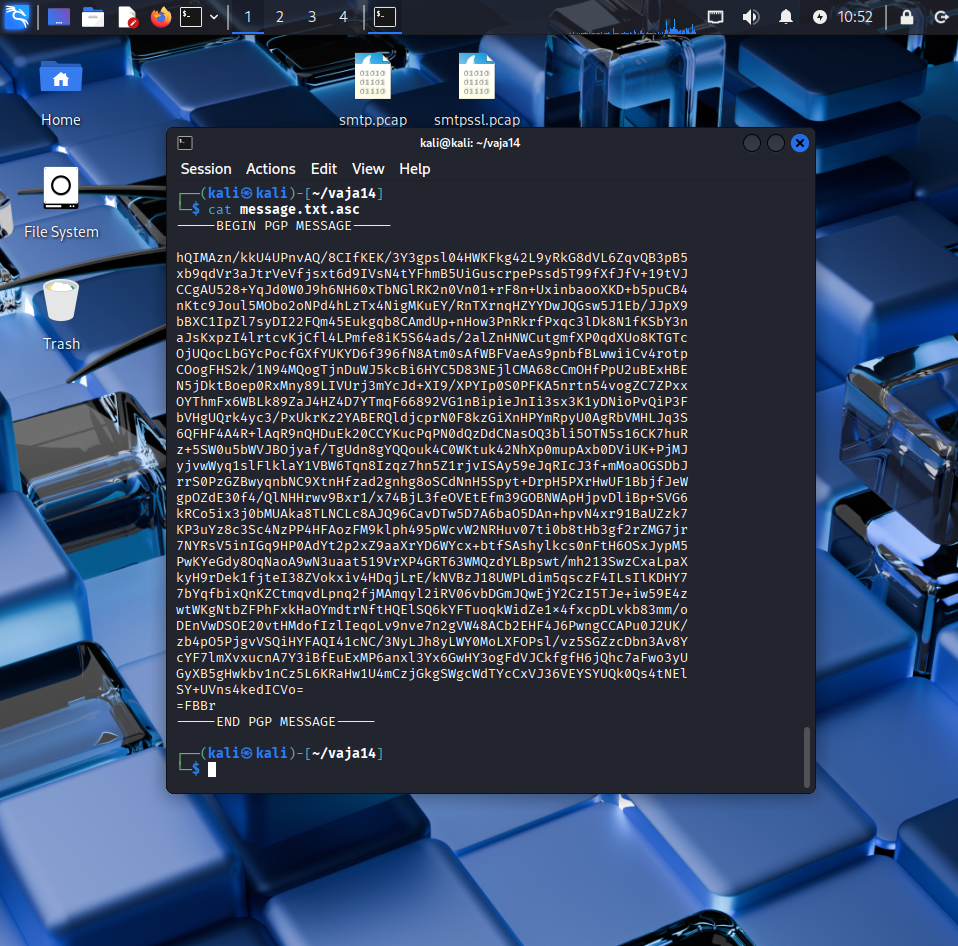 1 2 3 4 10:52
Home
smtp.pcap
smtpssl.pcap
File System
Trash
kali@kali: ~/vaja14
Session Actions Edit View Help
(kali㉿kali)-[~/vaja14]
$ cat message.txt.asc
-----BEGIN PGP MESSAGE-----
hQIMAzn/kkU4UPnvAQ/8CIfKEK/3Y3gpsl04HWKFkg42L9yRkG8dVL6ZqvQB3pB5
xb9qdVr3aJtrVeVfjsxt6d9IVsN4tYFhmB5UiGuscrpePssd5T99fXfJfV+19tVJ
CCgAU528+YqJd0W0J9h6NH60xTbNGlRK2n0Vn01+rF8n+UxinbaooXKD+b5puCB4
nKtc9Joul5MObo2oNPd4hLzTx4NigMKuEY/RnTXrnqHZYYDwJQGsw5J1Eb/JJpX9
bBXC1IpZl7syDI22FQm45Eukgqb8CAmdUp+nHow3PnRkrfPxqc3lDk8N1fKSbY3n
aJsKxpzI4lrtcvKjCfl4LPmfe8iK5S64ads/2alZnHNWCutgmfXP0qdXUo8KTGTc
OjUQocLbGYcPocfGXfYUKYD6f396fN8Atm0sAfWBFVaeAs9pnbfBLwwiiCv4rotp
COogFHS2k/1N94MQogTjnDuWJ5kcBi6HYC5D83NEjlCMA68cCmOHfPpU2uBExHBE
N5jDktBoep0RxMny89LIVUrj3mYcJd+XI9/XPYIp0S0PFKA5nrtn54vogZC7ZPxx
OYThmFx6WBLk89ZaJ4HZ4D7YTmqF66892VG1nBipieJnIi3sx3K1yDNioPvQiP3F
bVHgUQrk4yc3/PxUkrKz2YABERQldjcprN0F8kzGiXnHPYmRpyU0AgRbVMHLJq3S
6QFHF4A4R+lAqR9nQHDuEk20CCYKucPqPN0dQzDdCNasOQ3bli5OTN5s16CK7huR
z+5SW0u5bWVJBOjyaf/TgUdn8gYQQouk4C0WKtuk42NhXp0mupAxb0DViUK+PjMJ
yjvwWyq1slFlklaY1VBW6Tqn8Izqz7hn5Z1rjvISAy59eJqRIcJ3f+mMoaOGSDbJ
rrS0PzGZBwyqnbNC9XtnHfzad2gnhg8oSCdNnH5Spyt+DrpH5PXrHwUF1BbjfJeW
gpOZdE30f4/QlNHHrwv9Bxr1/x74BjL3feOVEtEfm39GOBNWApHjpvDliBp+SVG6
kRCo5ix3j0bMUAka8TLNCLc8AJQ96CavDTw5D7A6baO5DAn+hpvN4xr91BaUZzk7
KP3uYz8c3Sc4NzPP4HFAozFM9klph495pWcvW2NRHuv07ti0b8tHb3gf2rZMG7jr
7NYRsV5inIGq9HP0AdYt2p2xZ9aaXrYD6WYcx+btfSAshylkcs0nFtH6OSxJypM5
PwKYeGdy8OqNaoA9wN3uaat519VrXP4GRT63WMQzdYLBpswt/mh213SwzCxaLpaX
kyH9rDek1fjteI38ZVokxiv4HDqjLrE/kNVBzJ18UWPLdim5qsczF4ILsIlKDHY7
7bYqfbixQnKZCtmqvdLpnq2fjMAmqyl2iRV06vbDGmJQwEjY2CzI5TJe+iw59E4z
wtWKgNtbZFPhFxkHaOYmdtrNftHQElSQ6kYFTuoqkWidZe1×4fxcpDLvkb83mm/o
DEnVwDSOE20vtHMdofIzlIeqoLv9nve7n2gVW48ACb2EHF4J6PwngCCAPu0J2UK/
zb4pO5PjgvVSQiHYFAQI41cNC/3NyLJh8yLWY0MoLXFOPsl/vz5SGZzcDbn3Av8Y
cYF7lmXvxucnA7Y3iBfEuExMP6anxl3Yx6GwHY3ogFdVJCkfgfH6jQhc7aFwo3yU
GyXB5gHwkbv1nCz5L6KRaHw1U4mCzjGkgSWgcWdTYcCxVJ36VEYSYUQk0Qs4tNEl
SY+UVns4kedICVo=
=FBBr
-----END PGP MESSAGE-----
(kali㉿kali)-[~/vaja14]
$